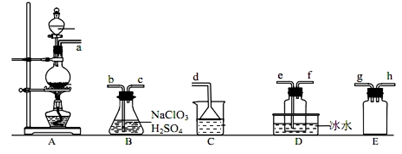 a
b c
d
e f
g h
NaClO3
H2SO4
冰水
A B C D E